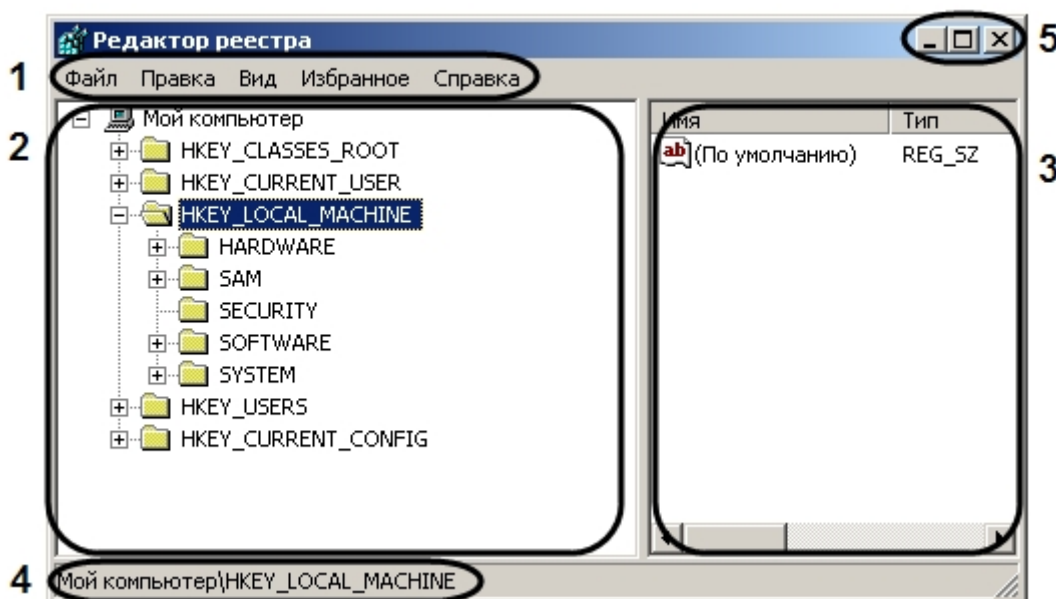 Редактор реестра
5
1
Файл Правка Вид Избранное Справка
2
Мой компьютер
HKEY_CLASSES_ROOT
HKEY_CURRENT_USER
HKEY_LOCAL_MACHINE
HARDWARE
SAM
SECURITY
SOFTWARE
SYSTEM
HKEY_USERS
HKEY_CURRENT_CONFIG
Имя Тип
ab (По умолчанию) REG_SZ
3
4
Мой компьютер\HKEY_LOCAL_MACHINE